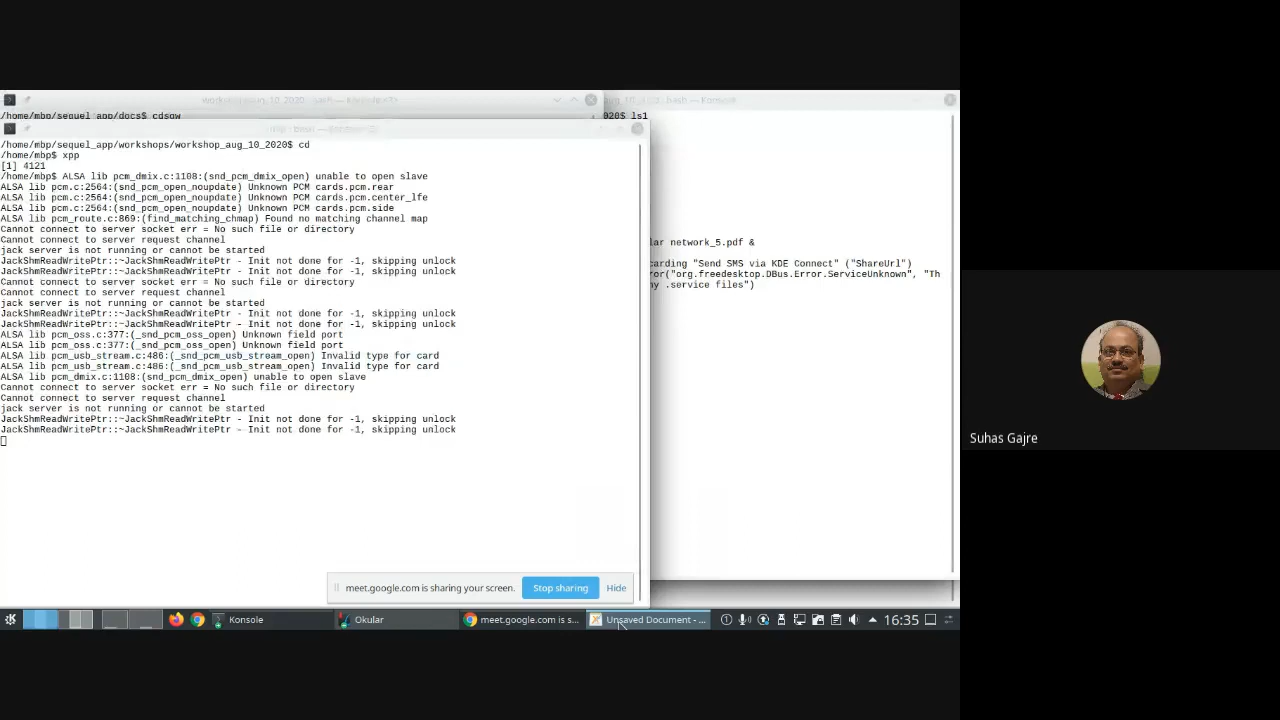 /home/mbp/sequel_app/docs$ cdsqw
020$ ls1
/home/mbp/sequel_app/workshops/workshop_aug_10_2020$ cd
/home/mbp$ xpp
[1] 4121
/home/mbp$ ALSA lib pcm_dmix.c:1108:(snd_pcm_dmix_open) unable to open slave
ALSA lib pcm.c:2564:(snd_pcm_open_noupdate) Unknown PCM cards.pcm.rear
ALSA lib pcm.c:2564:(snd_pcm_open_noupdate) Unknown PCM cards.pcm.center_lfe
ALSA lib pcm.c:2564:(snd_pcm_open_noupdate) Unknown PCM cards.pcm.side
ALSA lib pcm_route.c:869:(find_matching_chmap) Found no matching channel map
Cannot connect to server socket err = No such file or directory
Cannot connect to server request channel
jack server is not running or cannot be started
JackShmReadWritePtr::~JackShmReadWritePtr - Init not done for -1, skipping unlock
JackShmReadWritePtr::~JackShmReadWritePtr - Init not done for -1, skipping unlock
Cannot connect to server socket err = No such file or directory
Cannot connect to server request channel
jack server is not running or cannot be started
JackShmReadWritePtr::~JackShmReadWritePtr - Init not done for -1, skipping unlock
JackShmReadWritePtr::~JackShmReadWritePtr - Init not done for -1, skipping unlock
ALSA lib pcm_oss.c:377:(_snd_pcm_oss_open) Unknown field port
ALSA lib pcm_oss.c:377:(_snd_pcm_oss_open) Unknown field port
ALSA lib pcm_usb_stream.c:486:(_snd_pcm_usb_stream_open) Invalid type for card
ALSA lib pcm_usb_stream.c:486:(_snd_pcm_usb_stream_open) Invalid type for card
ALSA lib pcm_dmix.c:1108:(snd_pcm_dmix_open) unable to open slave
Cannot connect to server socket err = No such file or directory
Cannot connect to server request channel
jack server is not running or cannot be started
JackShmReadWritePtr::~JackShmReadWritePtr - Init not done for -1, skipping unlock
JackShmReadWritePtr::~JackShmReadWritePtr - Init not done for -1, skipping unlock
lar network_5.pdf &
carding "Send SMS via KDE Connect" ("ShareUrl")
ror("org.freedesktop.DBus.Error.ServiceUnknown", "Th
ny .service files")
meet.google.com is sharing your screen. Stop sharing Hide
Konsole Okular meet.google.com is s... Unsaved Document - ... 16:35
Suhas Gajre